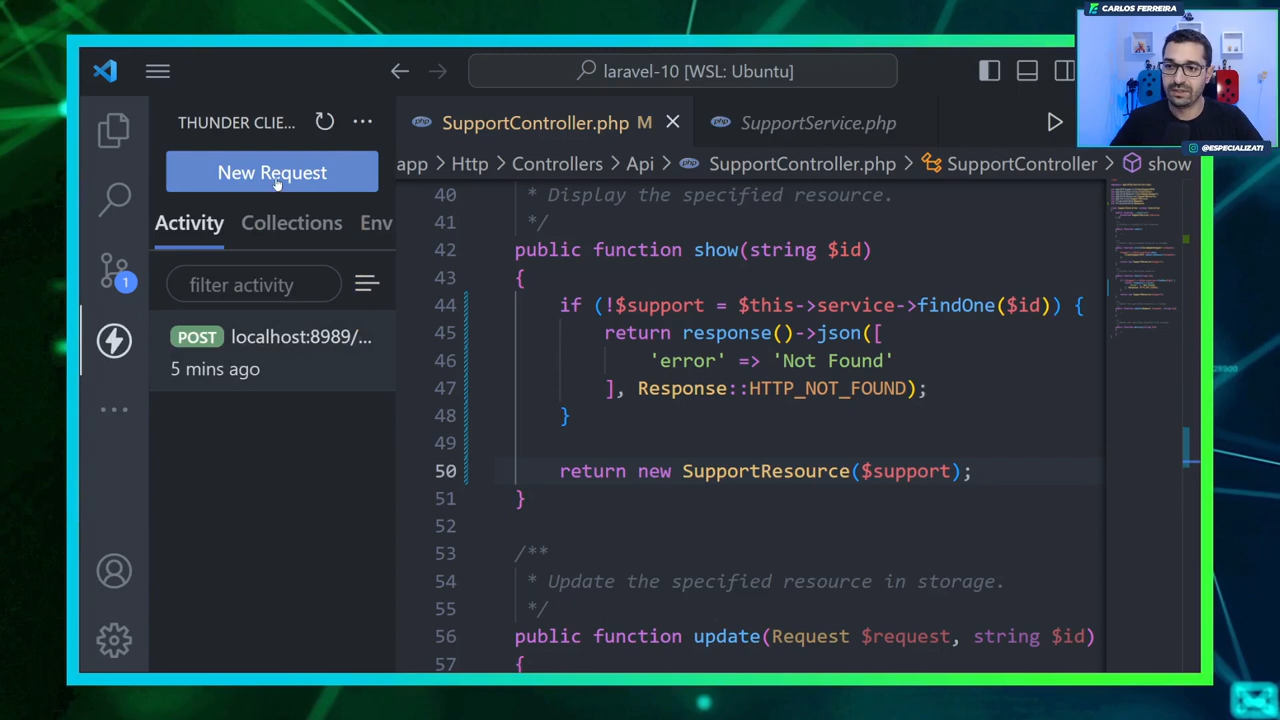 CARLOS FERREIRA
@ESPECIALIZATI
laravel-10 [WSL: Ubuntu]
THUNDER CLIE...
New Request
Activity
Collections
Env
filter activity
POST
localhost:8989/...
5 mins ago
1
php SupportController.php M
php SupportService.php
app > Http > Controllers > Api > php SupportController.php > SupportController > show
40 * Display the specified resource.
41 */
42 public function show(string $id)
43 {
44 if (!$support = $this->service->findOne($id)) {
45 return response()->json([
46 'error' => 'Not Found'
47 ], Response::HTTP_NOT_FOUND);
48 }
49
50 return new SupportResource($support);
51 }
52
53 /**
54 * Update the specified resource in storage.
55 */
56 public function update(Request $request, string $id)
57 {